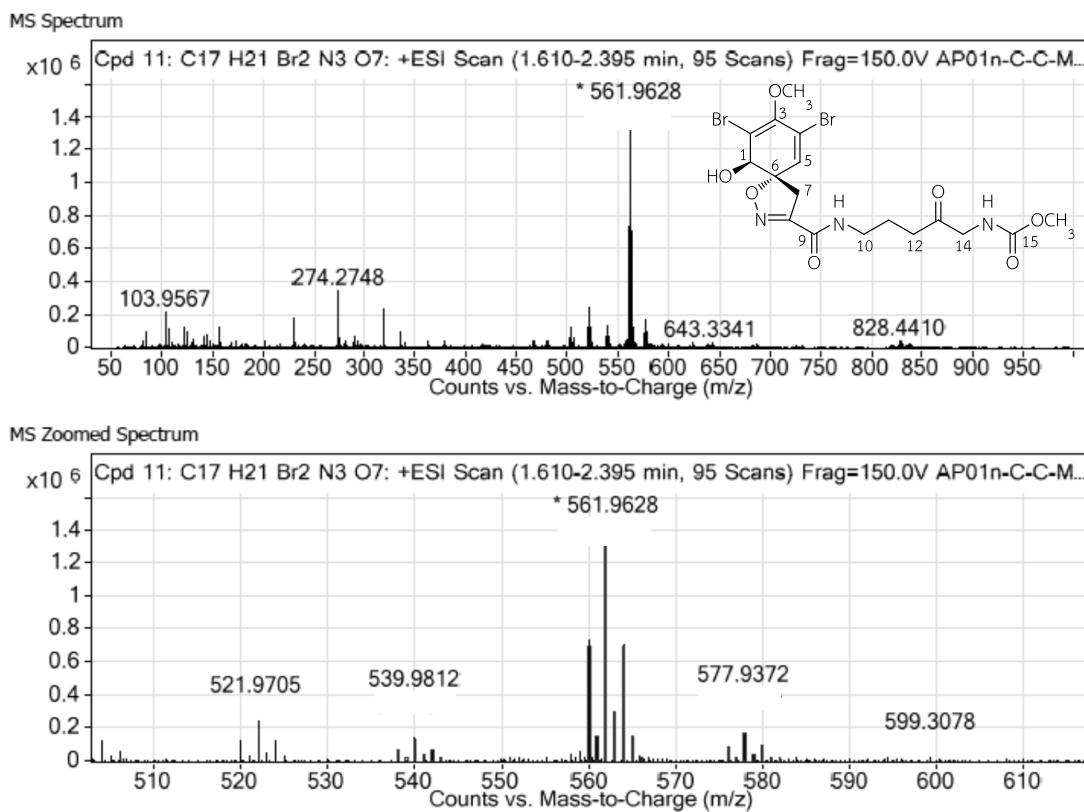 MS Spectrum
x10 6
Cpd 11: C17 H21 Br2 N3 O7: +ESI Scan (1.610-2.395 min, 95 Scans) Frag=150.0V AP01n-C-C-M...
* 561.9628
1.4
1.2
1
0.8
0.6
0.4
0.2
0
274.2748
103.9567
643.3341
828.4410
OCH3
Br
3
Br
1
5
HO
6
O
7
N
H
N
9
O
10
12
O
14
H
N
15
O
O
CH3
50 100 150 200 250 300 350 400 450 500 550 600 650 700 750 800 850 900 950
Counts vs. Mass-to-Charge (m/z)
MS Zoomed Spectrum
x10 6
Cpd 11: C17 H21 Br2 N3 O7: +ESI Scan (1.610-2.395 min, 95 Scans) Frag=150.0V AP01n-C-C-M...
* 561.9628
1.4
1.2
1
0.8
0.6
0.4
0.2
0
521.9705
539.9812
577.9372
599.3078
510 520 530 540 550 560 570 580 590 600 610
Counts vs. Mass-to-Charge (m/z)